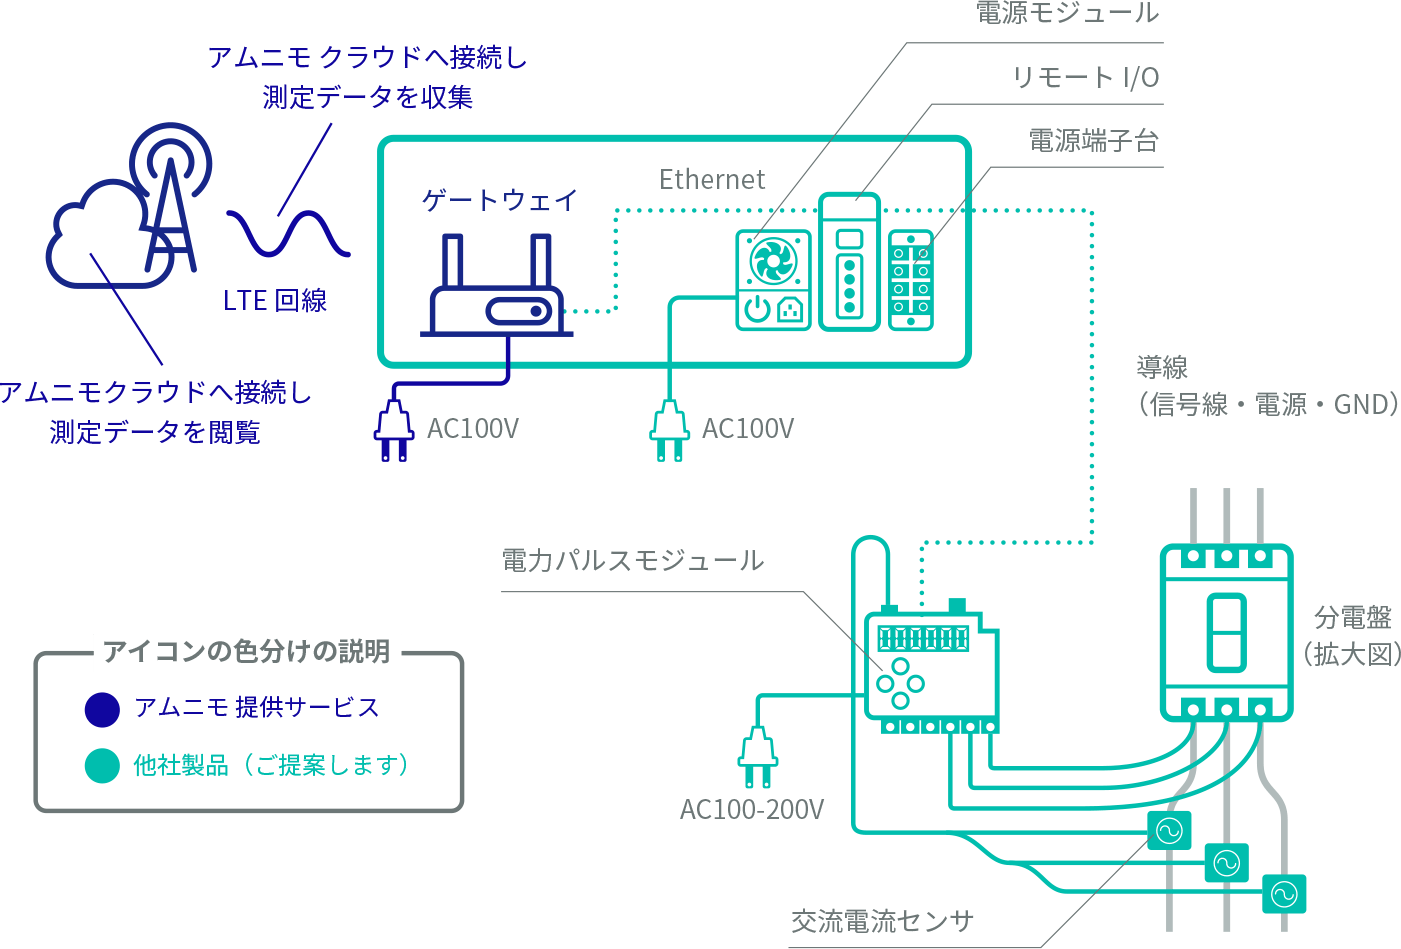 電源モジュール
アムニモ クラウドへ接続し
測定データを収集
リモート I/O
電源端子台
Ethernet
ゲートウェイ
LTE 回線
アムニモクラウドへ接続し
測定データを閲覧
AC100V
AC100V
導線
（信号線・電源・GND）
電力パルスモジュール
分電盤
（拡大図）
アイコンの色分けの説明
アムニモ 提供サービス
他社製品（ご提案します）
AC100-200V
交流電流センサ